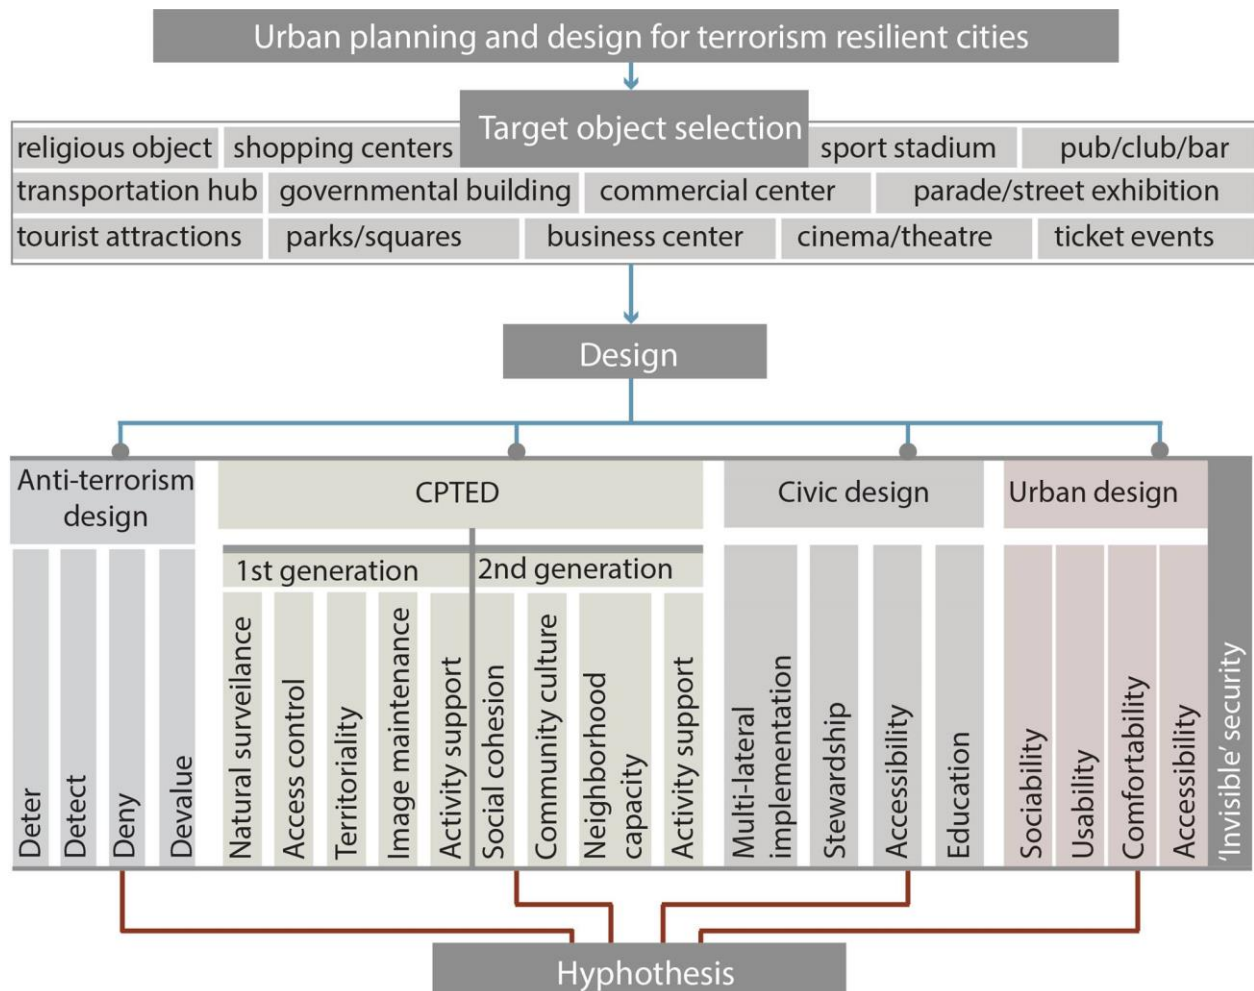 Urban planning and design for terrorism resilient cities
Target object selection
religious object
shopping centers
sport stadium
pub/club/bar
transportation hub
governmental building
commercial center
parade/street exhibition
tourist attractions
parks/squares
business center
cinema/theatre
ticket events
Design
Anti-terrorism
design
CPTED
Civic design
Urban design
1st generation
2nd generation
Deter
Detect
Deny
Devalue
Natural surveilance
Access control
Territoriality
Image maintenance
Activity support
Social cohesion
Community culture
Neighborhood
capacity
Activity support
Multi-lateral
implementation
Stewardship
Accessibility
Education
Sociability
Usability
Comfortability
Accessibility
'Invisible' security
Hyphothesis